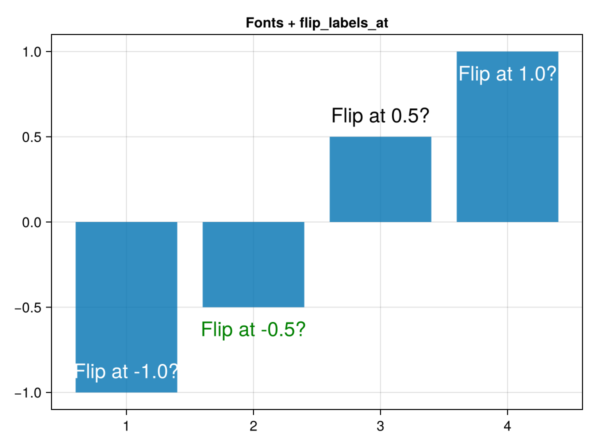 Fonts + flip_labels_at
1.0
Flip at 1.0?
Flip at 0.5?
0.5
0.0
−0.5
Flip at -0.5?
Flip at -1.0?
−1.0
1 2 3 4